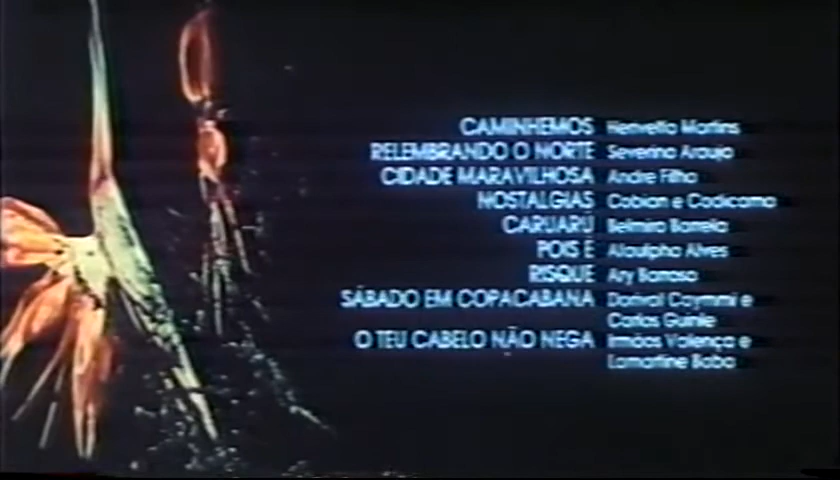 CAMINHEMOS Herivelto Martins
RELEMBRANDO O NORTE Severino Araujo
CIDADE MARAVILHOSA Andre Filho
NOSTALGIAS Cobian e Cadicamo
CARUARU Belmiro Barrela
POIS É Ataulpho Alves
RISQUE Ary Barroso
SÁBADO EM COPACABANA Dorival Caymmi e
Carlos Guinle
O TEU CABELO NÃO NEGA Irmãos Valença e
Lamartine Babo